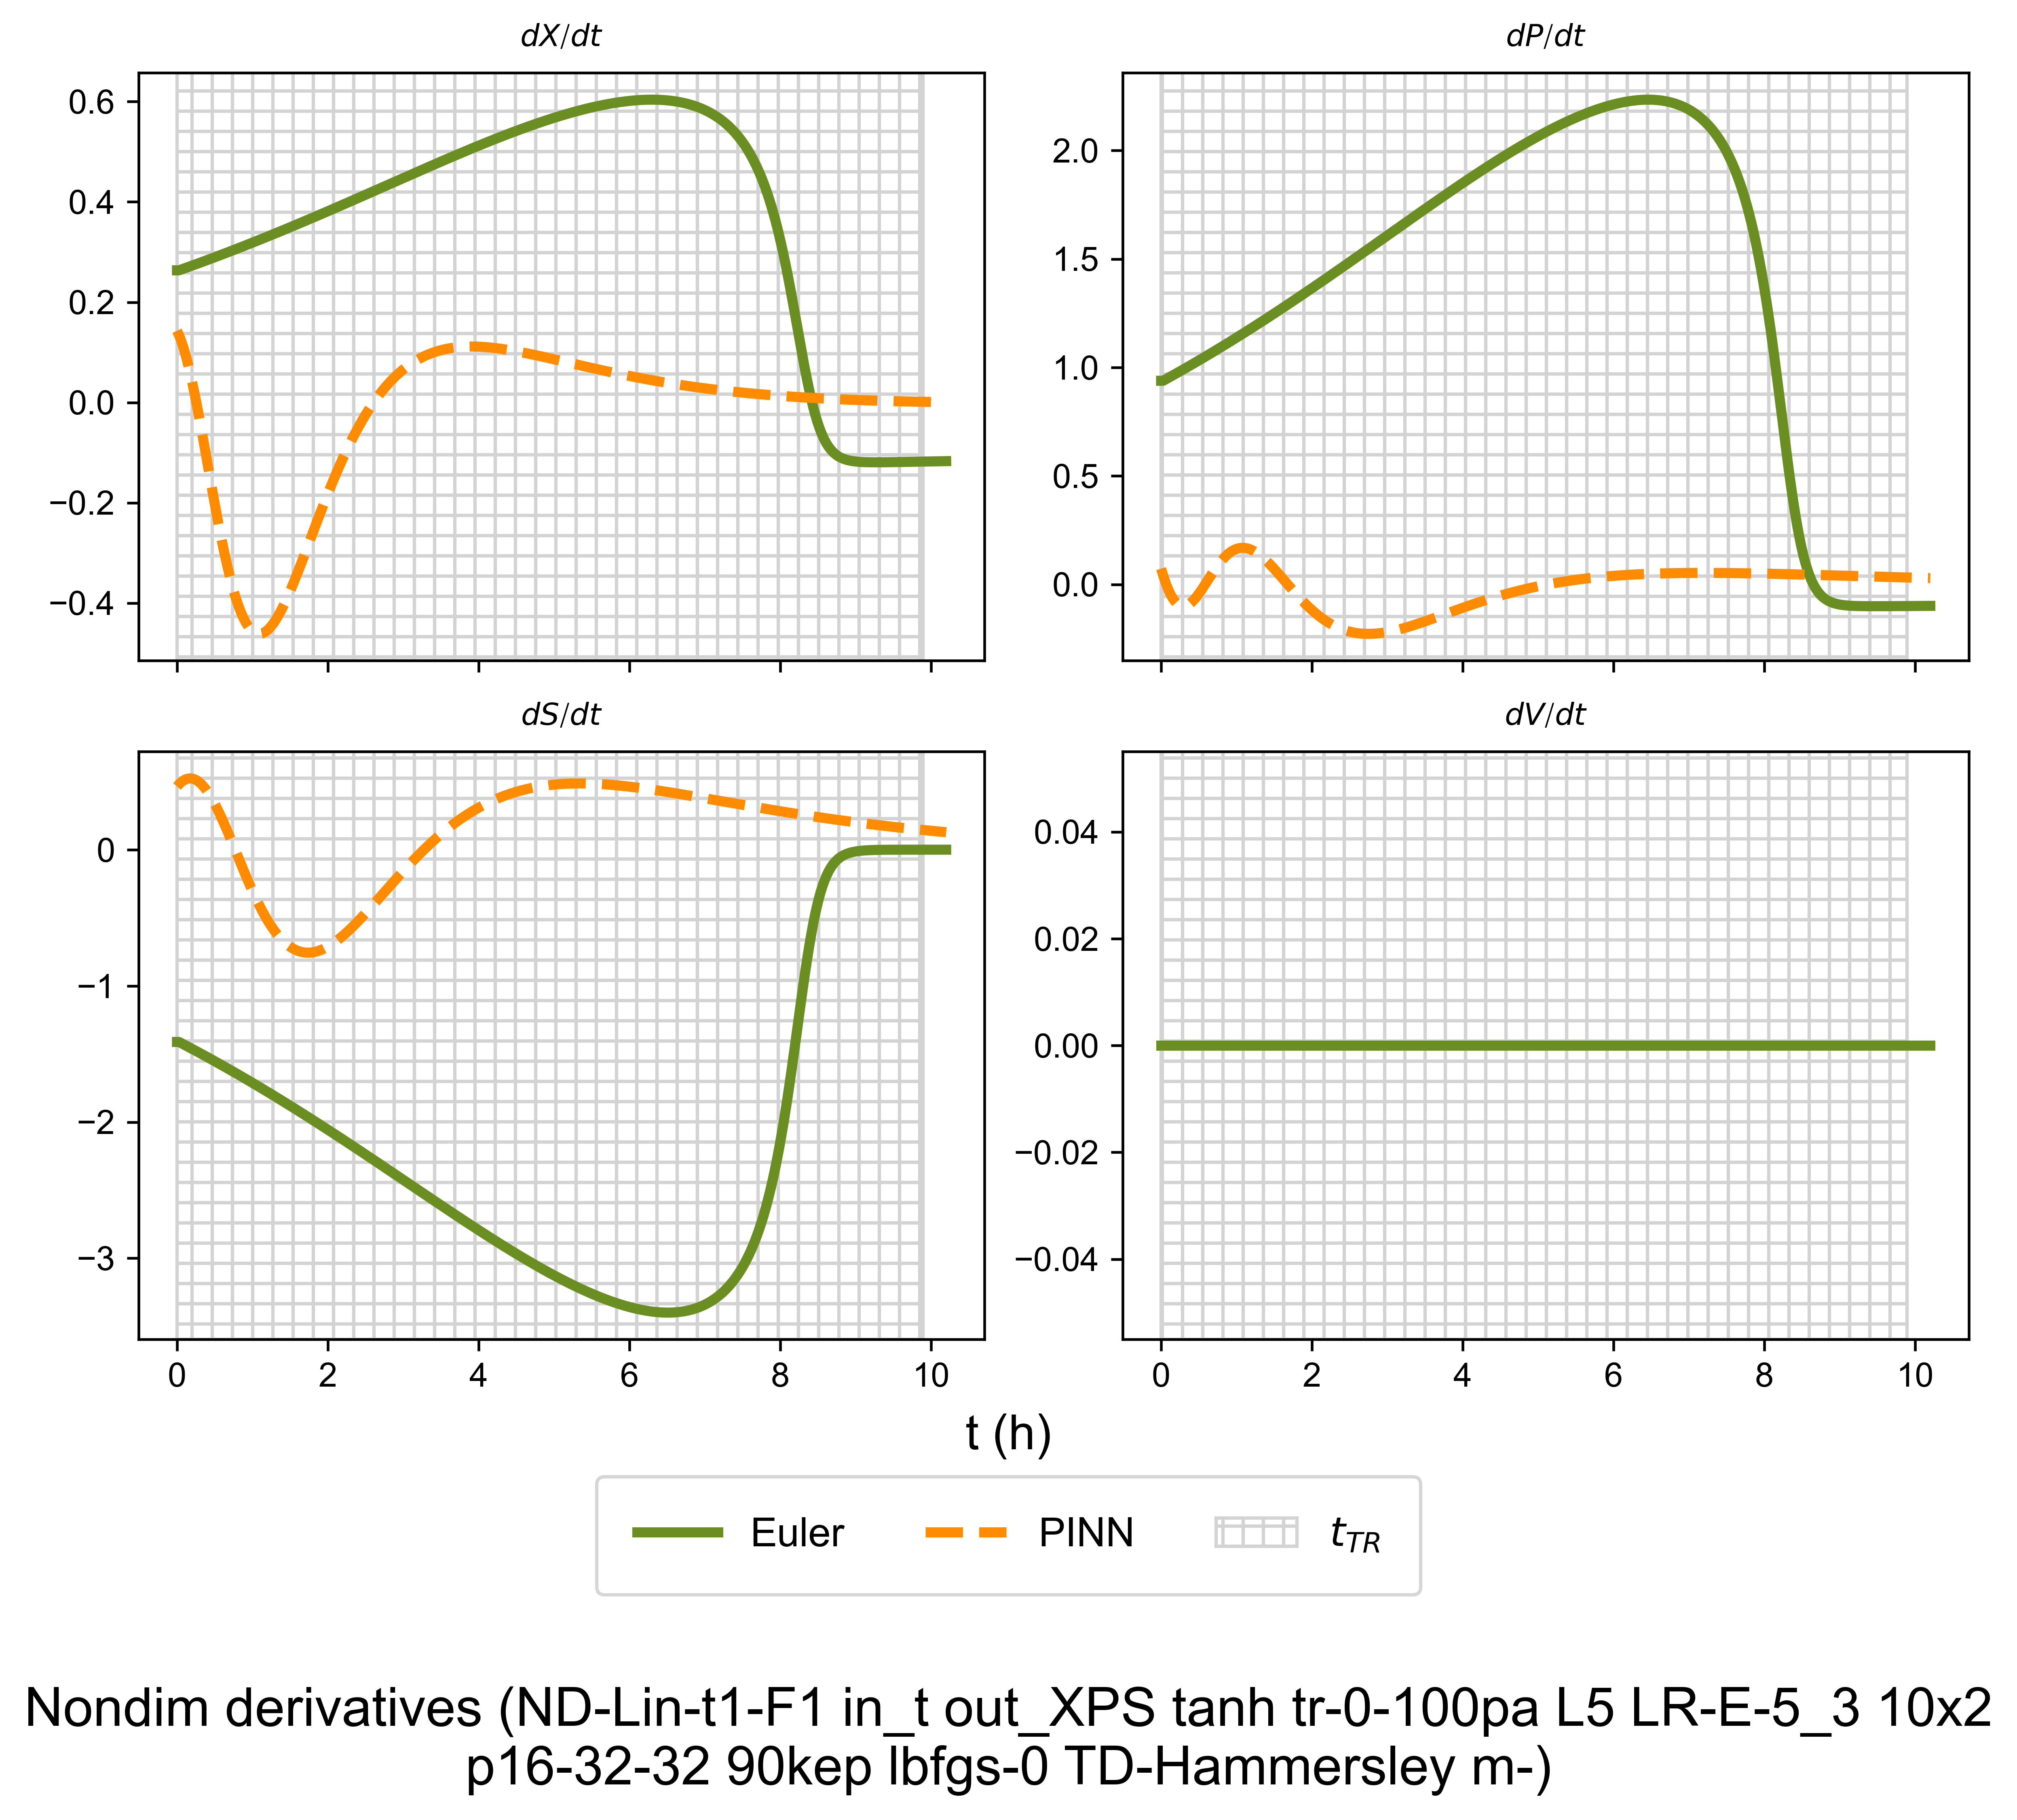 dX/dt
dP/dt
0.6
0.4
0.2
0.0
−0.2
−0.4
2.0
1.5
1.0
0.5
0.0
dS/dt
dV/dt
0
−1
−2
−3
0.04
0.02
0.00
−0.02
−0.04
0 2 4 6 8 10
0 2 4 6 8 10
t (h)
Euler PINN t_TR
Nondim derivatives (ND-Lin-t1-F1 in_t out_XPS tanh tr-0-100pa L5 LR-E-5_3 10x2
p16-32-32 90kep lbfgs-0 TD-Hammersley m-)